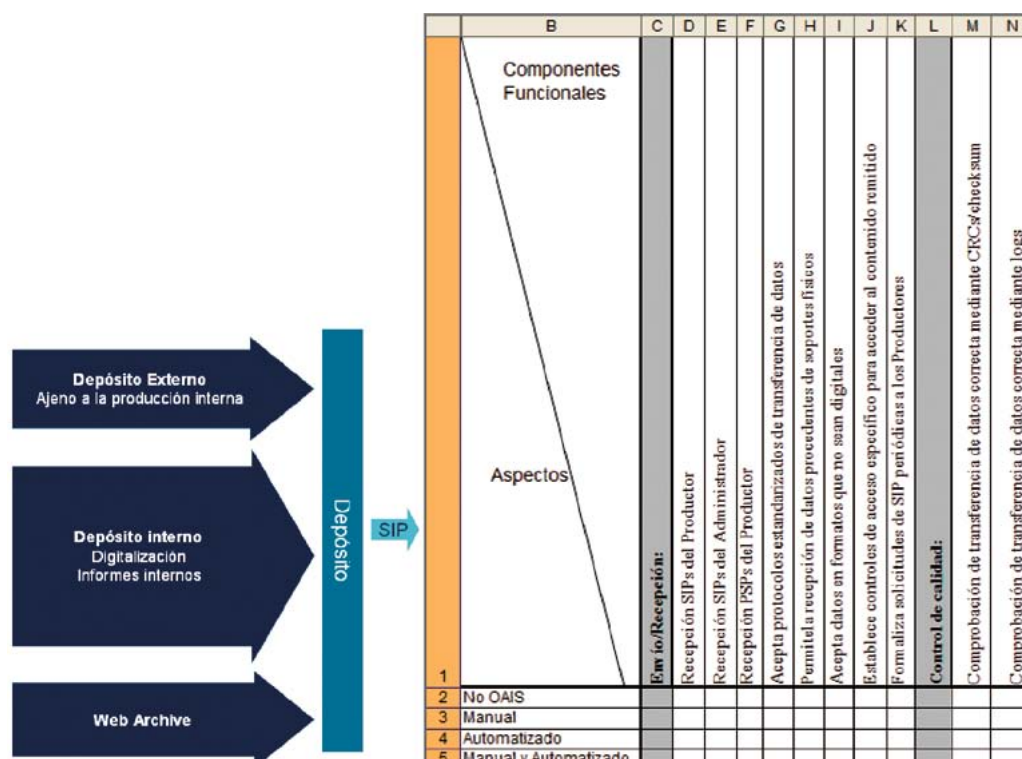 Depósito Externo
Ajeno a la producción interna
Depósito interno
Digitalización
Informes internos
Web Archive
Depósito
SIP
B C D E F G H I J K L M N
Componentes
Funcionales
Aspectos
1
Envío/Recepción:
Recepción SIPs del Productor
Recepción SIPs del Administrador
Recepción PSPs del Productor
Acepta protocolos estandarizados de transferencia de datos
Permite la recepción de datos procedentes de soportes físicos
Acepta datos en formatos que no sean digitales
Establece controles de acceso específico para acceder al contenido remitido
Formaliza solicitudes de SIP periódicas a los Productores
Control de calidad:
Comprobación de transferencia de datos correcta mediante CRCs/checksum
Comprobación de transferencia de datos correcta mediante logs
2 No OAIS
3 Manual
4 Automatizado
5 Manual y Automatizado